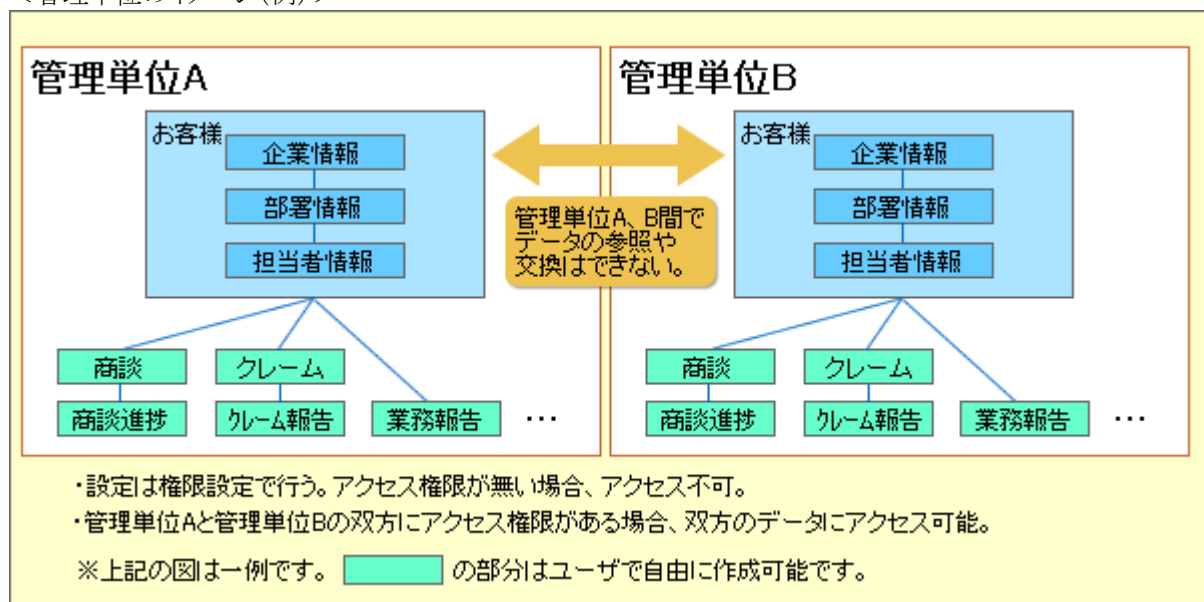 <管理単位のイメージ(例)>
管理単位A
お客様
企業情報
部署情報
担当者情報
商談
クレーム
商談進捗
クレーム報告
業務報告
・・・
管理単位A、B間で
データの参照や
交換はできない。
管理単位B
お客様
企業情報
部署情報
担当者情報
商談
クレーム
商談進捗
クレーム報告
業務報告
・・・
・設定は権限設定で行う。アクセス権限が無い場合、アクセス不可。
・管理単位Aと管理単位Bの双方にアクセス権限がある場合、双方のデータにアクセス可能。
※上記の図は一例です。 の部分はユーザで自由に作成可能です。